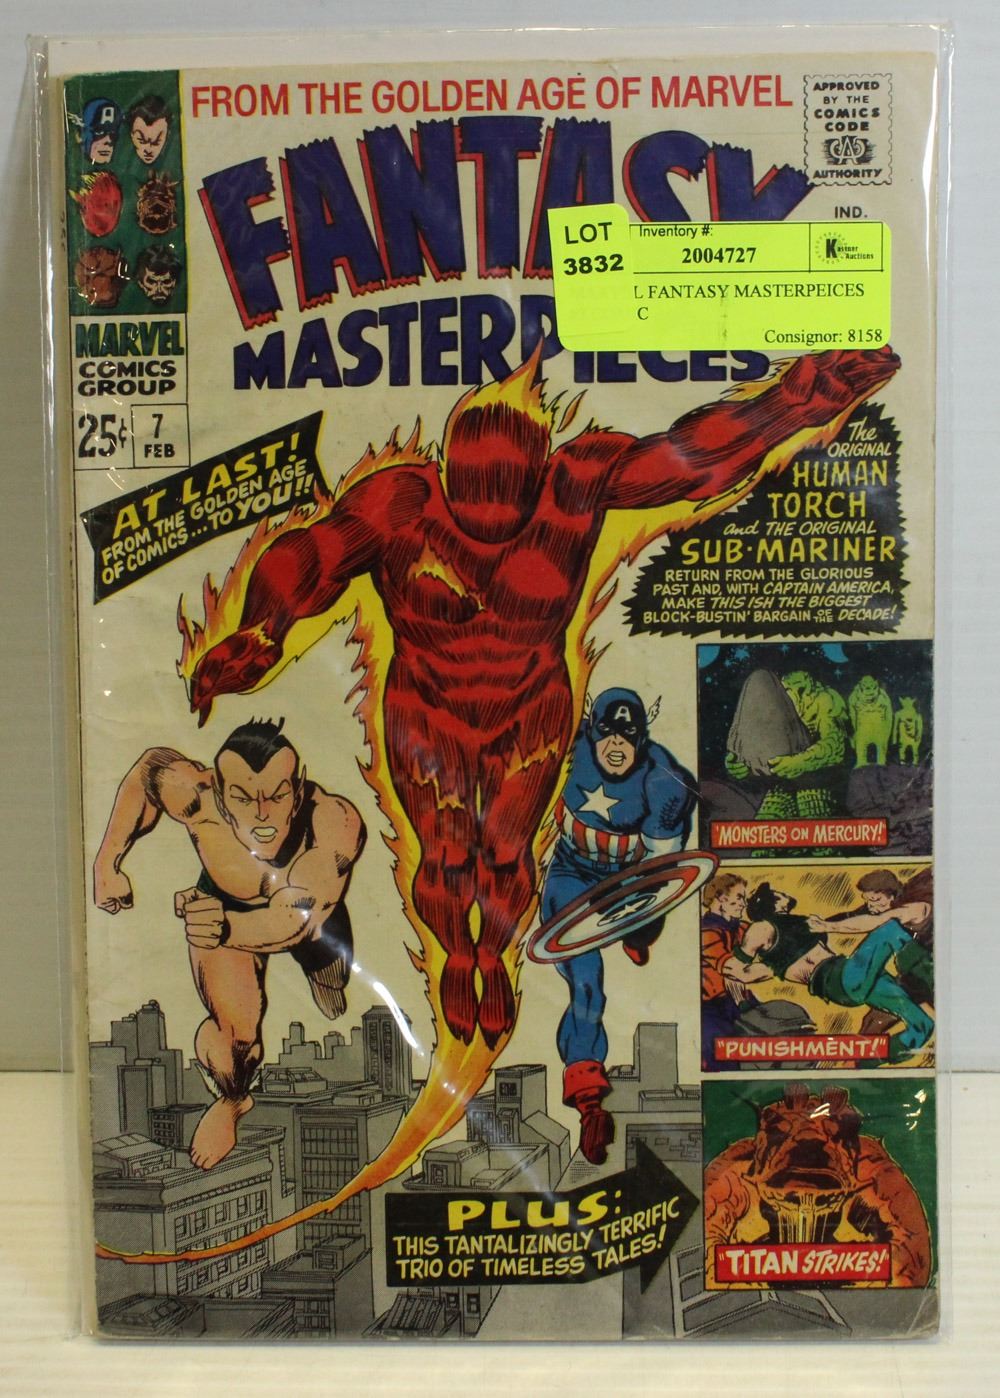 FROM THE GOLDEN AGE OF MARVEL
APPROVED
BY THE
COMICS
CODE
CA
AUTHORITY
FANTASY
MASTERPIECES
IND.
LOT
3832
Inventory #:
2004727
Kastner
Auctions
L FANTASY MASTERPEICES
C
Consignor: 8158
A
MARVEL
COMICS
GROUP
25¢
7
FEB
AT LAST!
FROM THE GOLDEN AGE
OF COMICS...TO YOU!!
The
ORIGINAL
HUMAN
TORCH
and THE ORIGINAL
SUB-MARINER
RETURN FROM THE GLORIOUS
PAST AND, WITH CAPTAIN AMERICA,
MAKE THIS ISH THE BIGGEST
BLOCK-BUSTIN' BARGAIN OF THE DECADE!
A
"MONSTERS ON MERCURY!"
"PUNISHMENT!"
"TITAN STRIKES!"
PLUS:
THIS TANTALIZINGLY TERRIFIC
TRIO OF TIMELESS TALES!